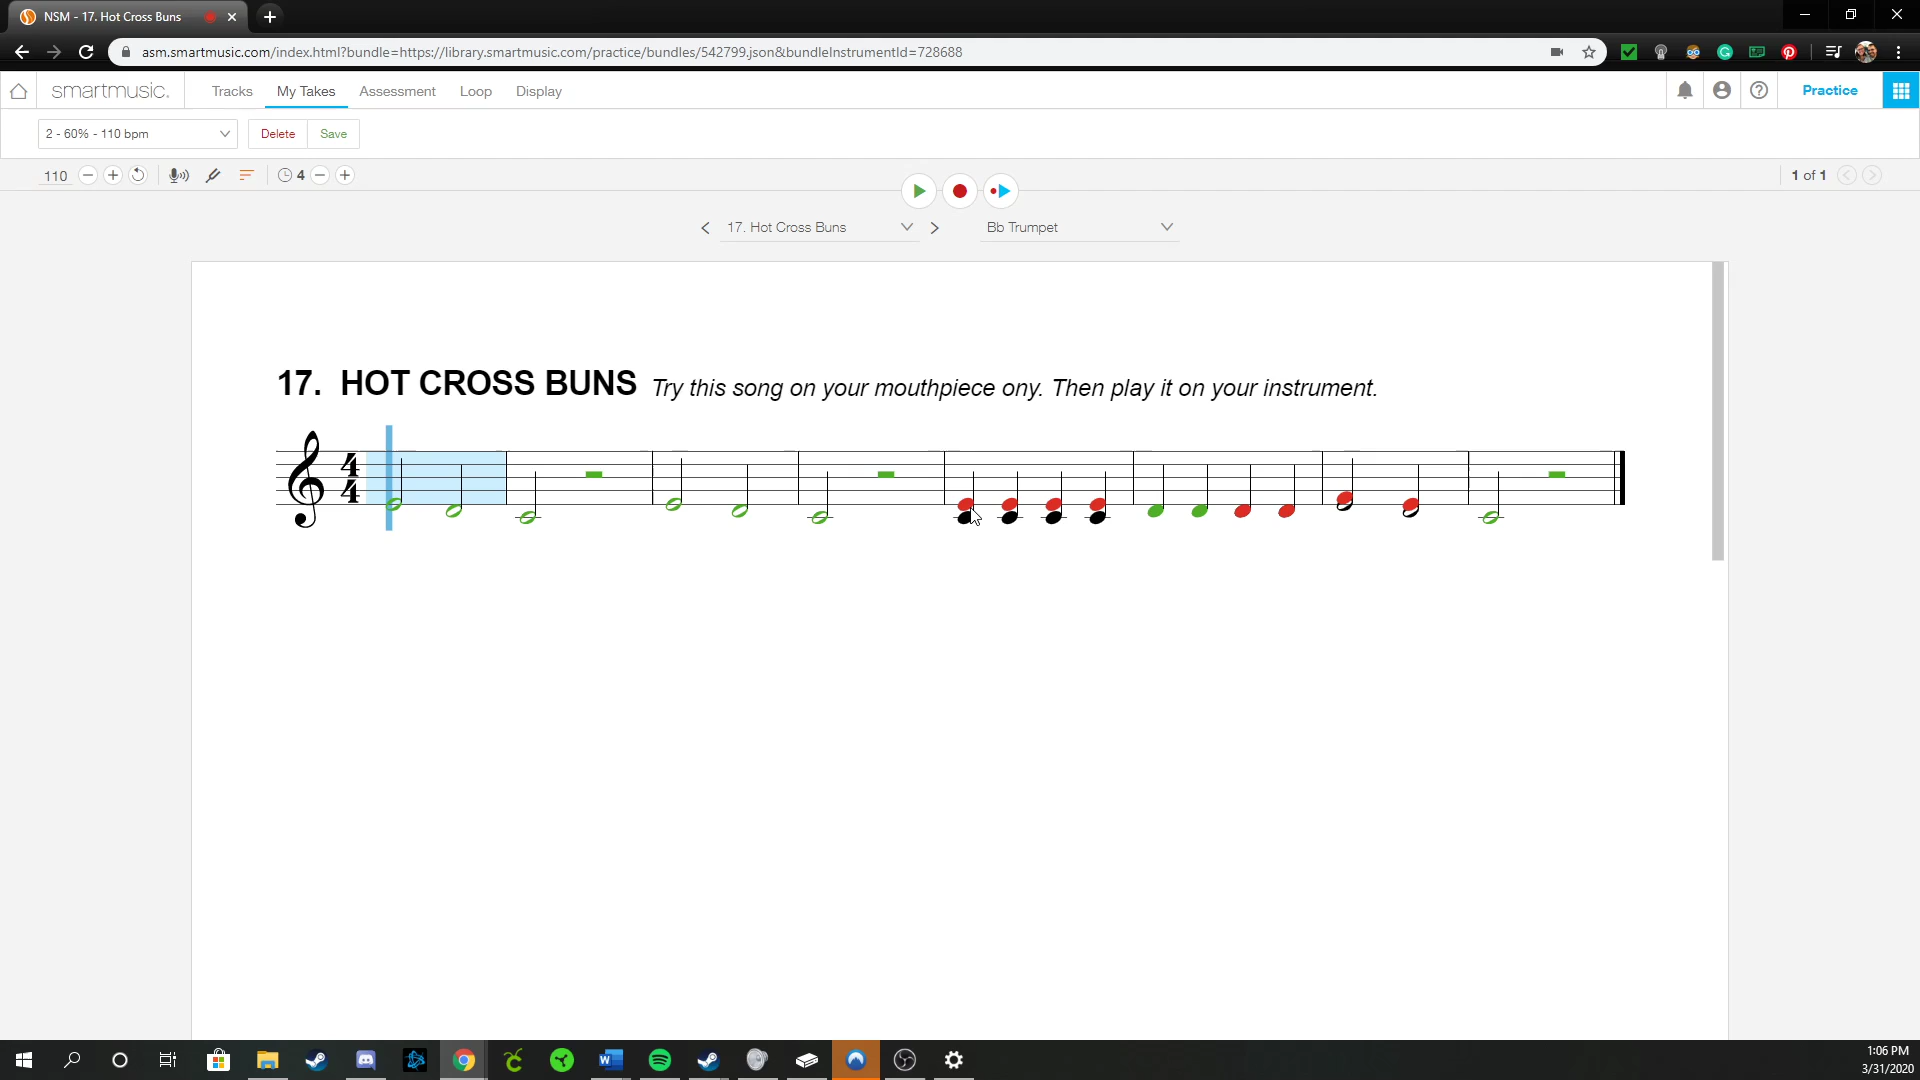 NSM - 17. Hot Cross Buns
asm.smartmusic.com/index.html?bundle=https://library.smartmusic.com/practice/bundles/542799.json&bundleInstrumentId=728688
smartmusic. Tracks My Takes Assessment Loop Display Practice
2 - 60% - 110 bpm Delete Save
110 4 1 of 1
17. Hot Cross Buns Bb Trumpet
17. HOT CROSS BUNS Try this song on your mouthpiece ony. Then play it on your instrument.
4
4
1:06 PM
3/31/2020